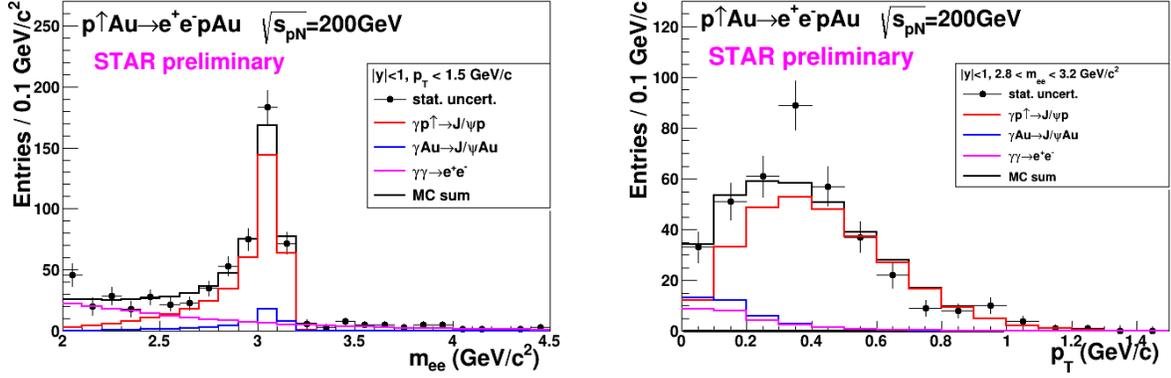 p↑Au→e⁺e⁻pAu √s_pN=200GeV
STAR preliminary
Entries / 0.1 GeV/c²
250
200
150
100
50
0
|y|<1, p_T < 1.5 GeV/c
stat. uncert.
γp↑→J/ψp
γAu→J/ψAu
γγ→e⁺e⁻
MC sum
2 2.5 3 3.5 4 4.5
m_ee (GeV/c²)
p↑Au→e⁺e⁻pAu √s_pN=200GeV
STAR preliminary
Entries / 0.1 GeV/c
120
100
80
60
40
20
0
|y|<1, 2.8 < m_ee < 3.2 GeV/c²
stat. uncert.
γp↑→J/ψp
γAu→J/ψAu
γγ→e⁺e⁻
MC sum
0 0.2 0.4 0.6 0.8 1 1.2 1.4
p_T (GeV/c)